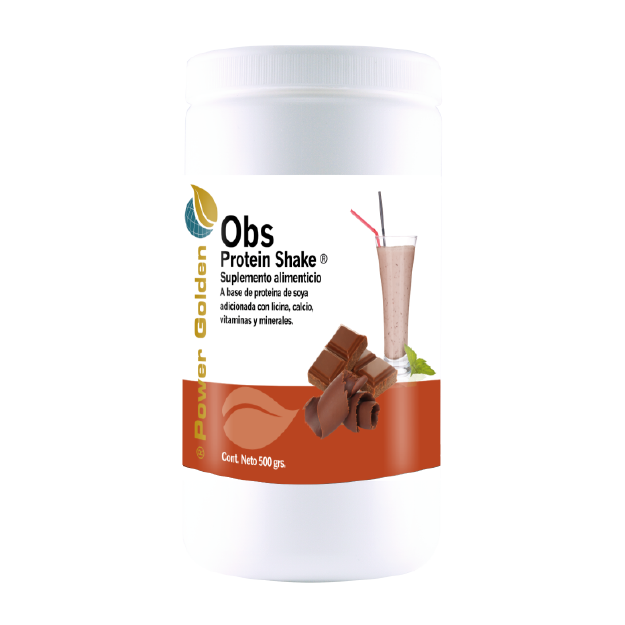 Power Golden ®
Obs
Protein Shake ®
Suplemento alimenticio
A base de proteina de soya
adicionada con licina, calcio,
vitaminas y minerales.
Cont. Neto 500 grs.